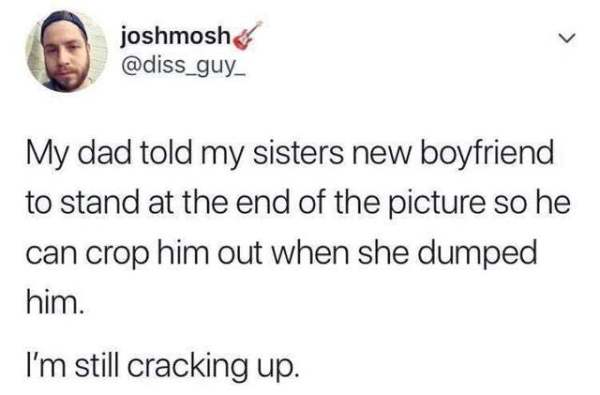 joshmosh🎸
@diss_guy_
My dad told my sisters new boyfriend
to stand at the end of the picture so he
can crop him out when she dumped
him.
I'm still cracking up.